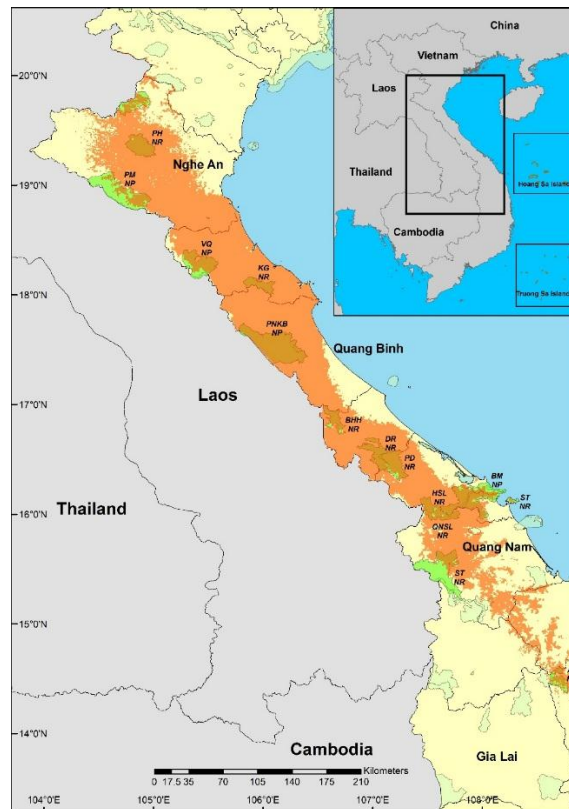 China
Vietnam
Laos
Thailand
Cambodia
Hoang Sa Island
Truong Sa Island
20°0'N
19°0'N
18°0'N
17°0'N
16°0'N
15°0'N
14°0'N
PH
NR
Nghe An
PM
NP
VQ
NP
KG
NR
PNKB
NP
Quang Binh
Laos
BHH
NR
DR
NR
PD
NR
BM
NP
ST
NR
HSL
NR
Thailand
QNSL
NR
Quang Nam
ST
NR
Cambodia
Gia Lai
Kilometers
0 17.5 35 70 105 140 175 210
104°0'E 105°0'E 106°0'E 107°0'E 108°0'E